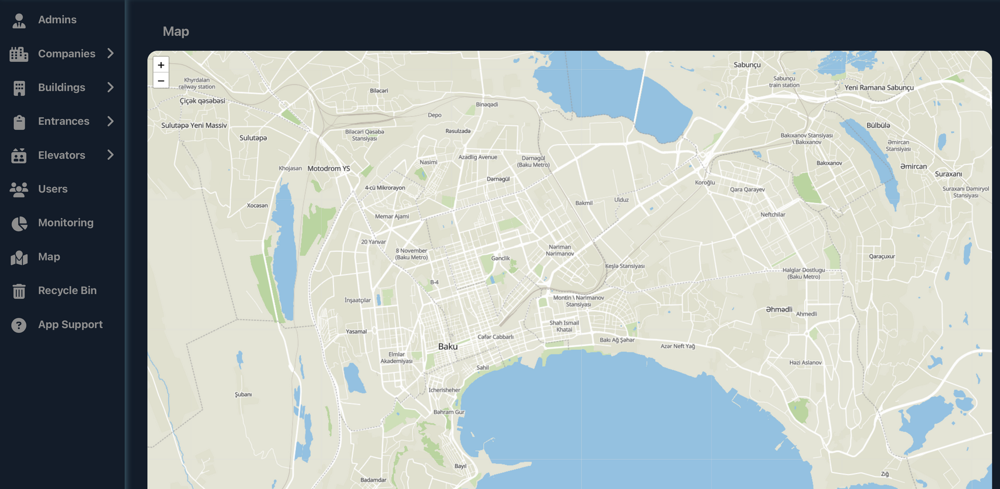 Admins
Companies
Buildings
Entrances
Elevators
Users
Monitoring
Map
Recycle Bin
App Support
Map
+
−
Sabunçu
Khyrdalan
railway station
Sabunçu
train station
Biləcəri
Yeni Ramana Sabunçu
Çiçək qəsəbəsi
Binəqədi
Depo
Sulutəpə Yeni Massiv
Bülbülə
Sulutəpə
Biləcəri Qəsəbə
Stansiyası
Rəsulzadə
Bakıxanov Stansiyası
\ Bakıxanov
Əmircan
Stansiyası
Azadlig Avenue
Dərnəgül
(Baku Metro)
Nasimi
Bakıxanov
Əmircan
Khojasan
Motodrom YS
Suraxanı
Dərnəgül
Koroğlu
4-cü Mikrorayon
Qara Qarayev
Suraxanı Dəmiryol
Stansiyası
Bakmil
Ulduz
Xocəsən
Memar Ajami
Neftchilar
20 Yanvar
8 November
(Baku Metro)
Nəriman
Nərimanov
Gənclik
Qaraçuxur
Keşlə Stansiyası
Halglar Dostlugu
(Baku Metro)
B-4
İnşaatçılar
Montin \ Nərimanov
Stansiyası
Əhmədli
Ahmedli
Shah Ismail
Khatai
Yasamal
Cəfər Cabbarlı
Bakı Ağ Şəhər
Azər Neft Yağ
Baku
Elmlər
Akademiyası
Həzi Aslanov
Sahil
Icherisheher
Şubanı
Bəhram Gur
Bayıl
Badamdar
Zığ